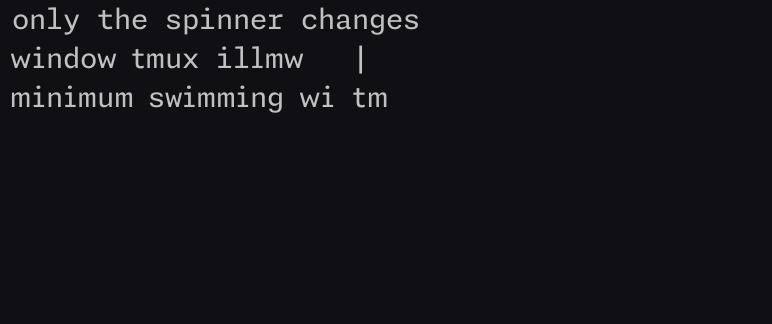 only the spinner changes
window tmux illmw   |
minimum swimming wi tm